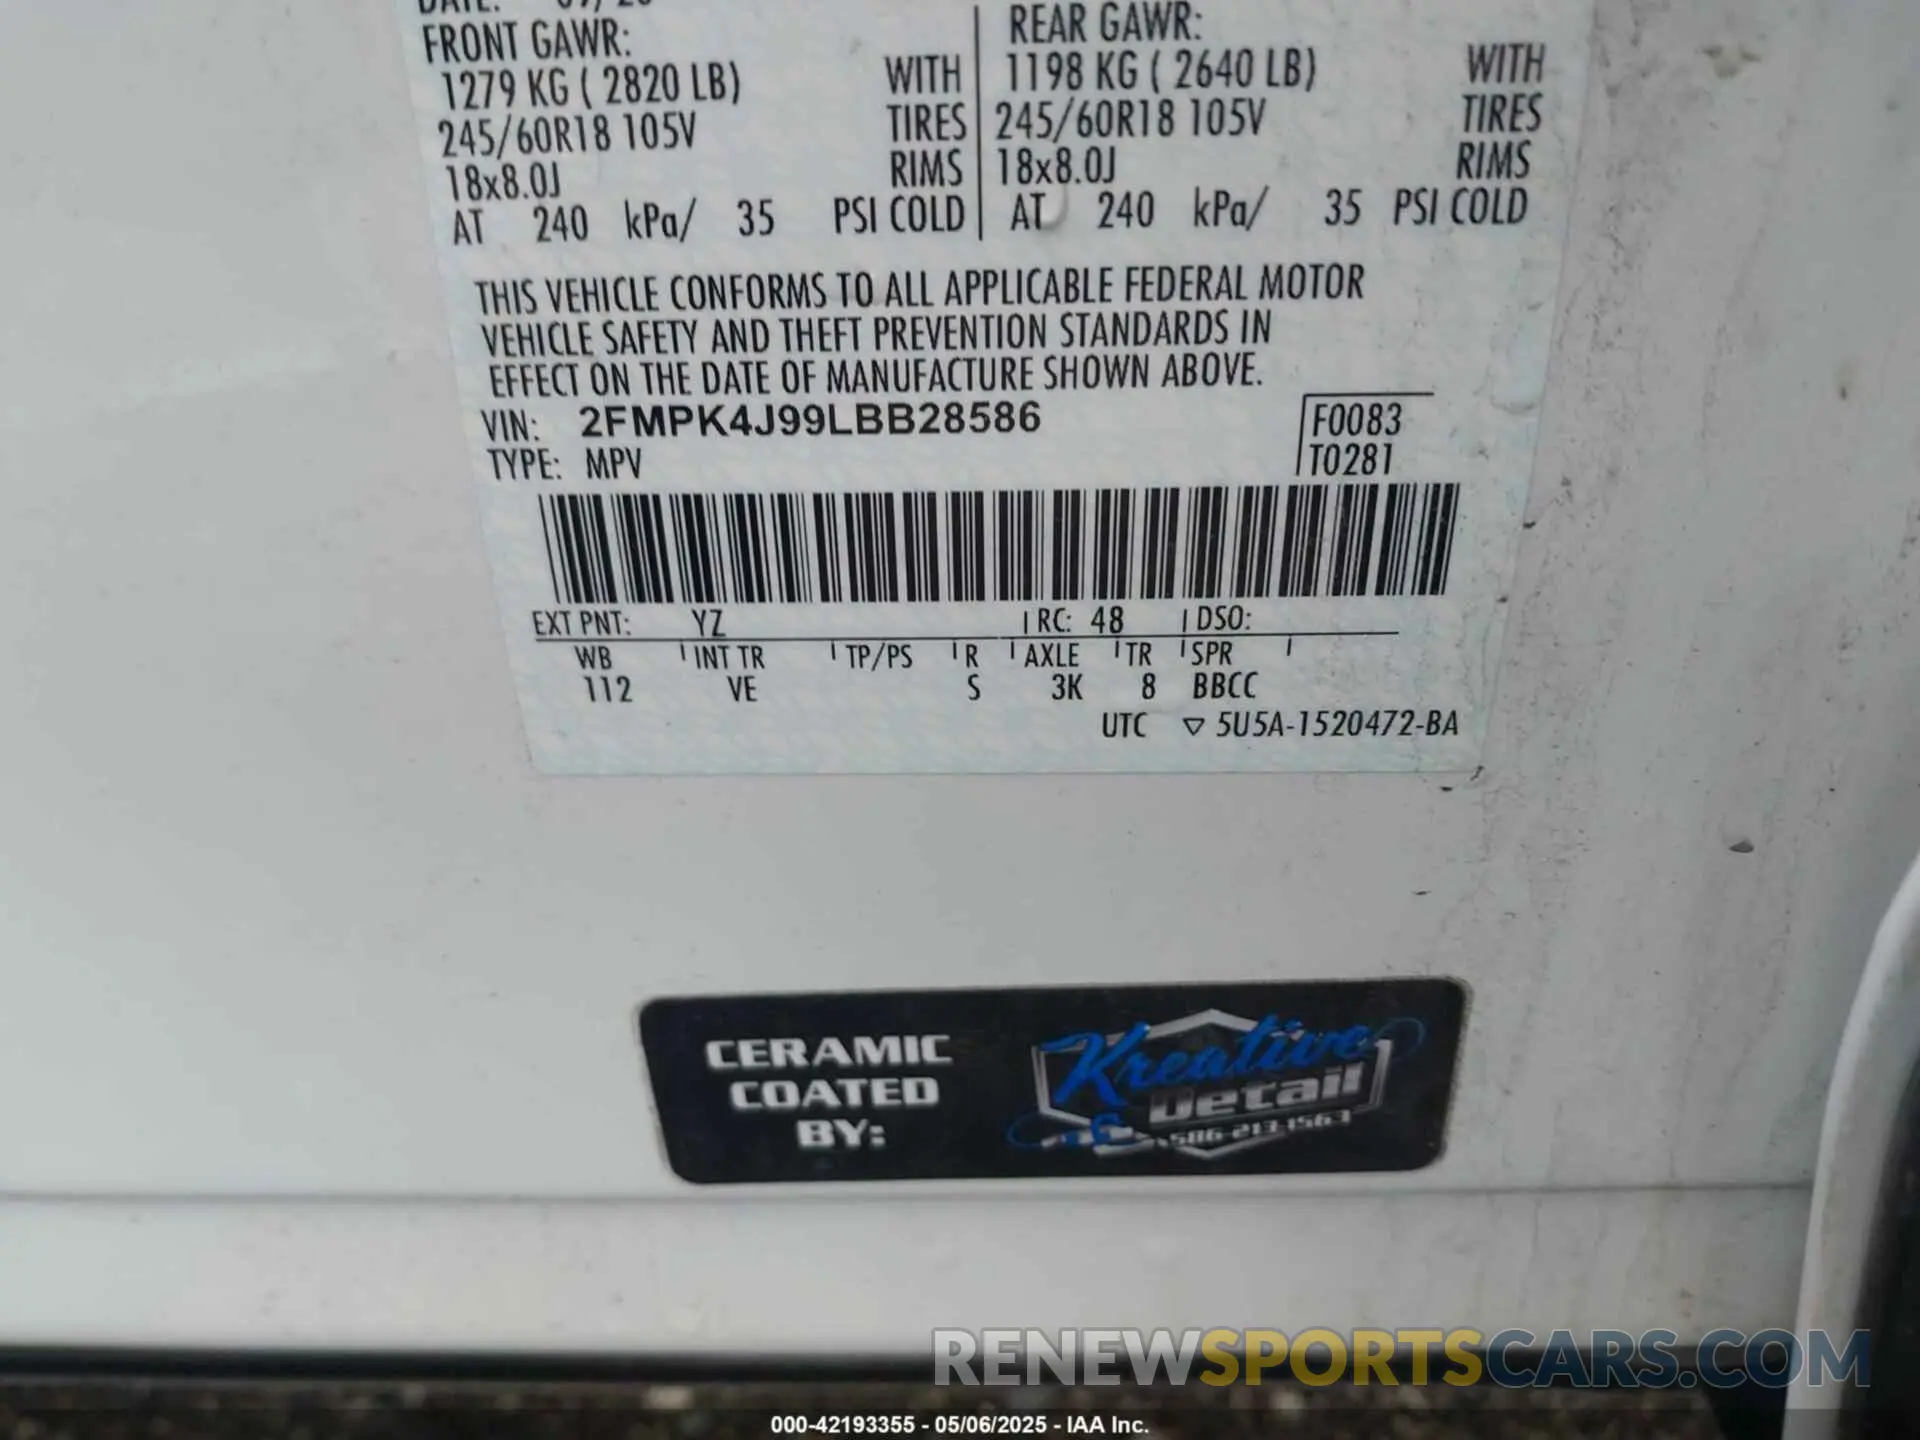 FRONT GAWR:
1279 KG ( 2820 LB) WITH
245/60R18 105V TIRES
18x8.0J RIMS
AT 240 kPa/ 35 PSI COLD
REAR GAWR:
1198 KG ( 2640 LB) WITH
245/60R18 105V TIRES
18x8.0J RIMS
AT 240 kPa/ 35 PSI COLD
THIS VEHICLE CONFORMS TO ALL APPLICABLE FEDERAL MOTOR
VEHICLE SAFETY AND THEFT PREVENTION STANDARDS IN
EFFECT ON THE DATE OF MANUFACTURE SHOWN ABOVE.
VIN: 2FMPK4J99LBB28586
F0083
TYPE: MPV
T0281
EXT PNT: YZ RC: 48 DSO:
WB INT TR TP/PS R AXLE TR SPR
112 VE S 3K 8 BBCC
UTC ▽ 5U5A-1520472-BA
CERAMIC
COATED
BY:
Kreative
Detail
586-213-1563
RENEWSPORTSCARS.COM
000-42193355 - 05/06/2025 - IAA Inc.